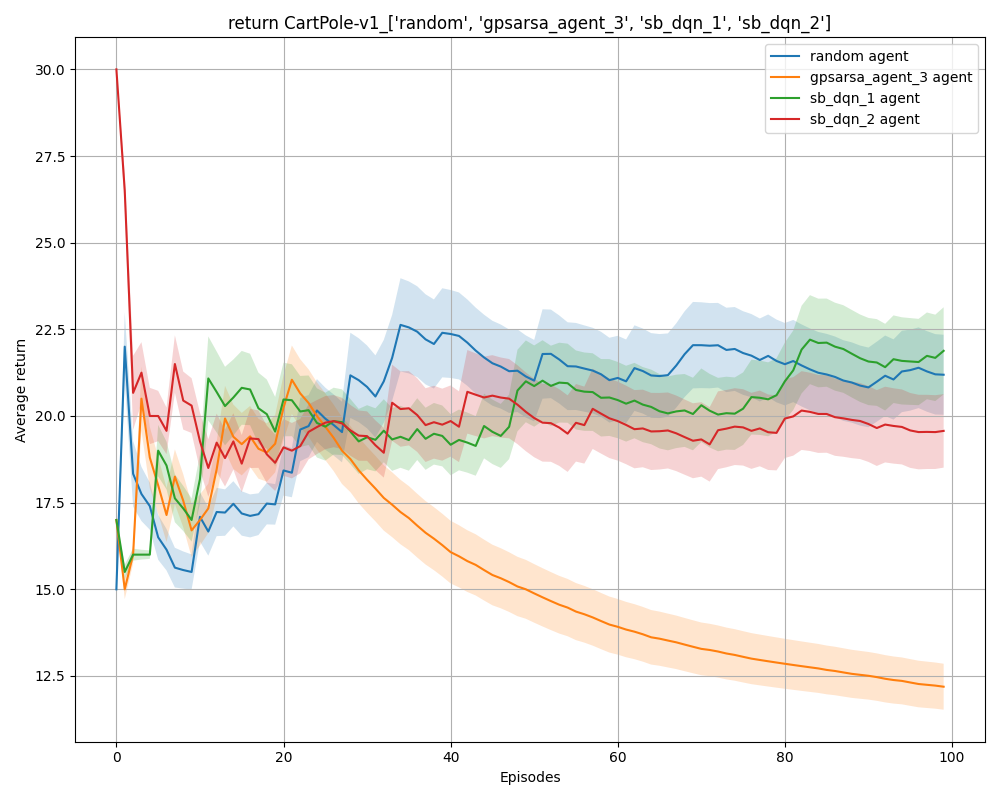 return CartPole-v1_['random', 'gpsarsa_agent_3', 'sb_dqn_1', 'sb_dqn_2']
random agent
gpsarsa_agent_3 agent
sb_dqn_1 agent
sb_dqn_2 agent
Average return
30.0
27.5
25.0
22.5
20.0
17.5
15.0
12.5
0 20 40 60 80 100
Episodes